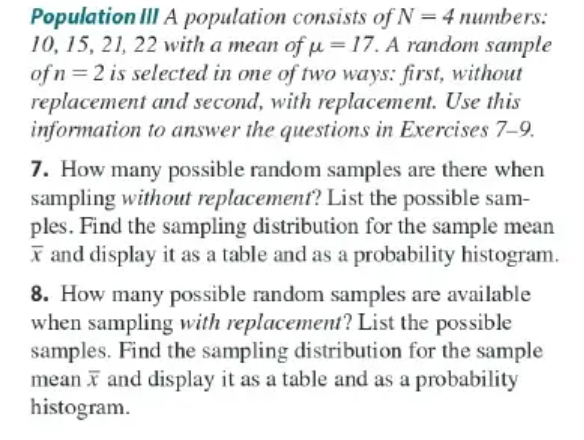 Population III A population consists of N = 4 numbers:
10, 15, 21, 22 with a mean of μ = 17. A random sample
of n = 2 is selected in one of two ways: first, without
replacement and second, with replacement. Use this
information to answer the questions in Exercises 7–9.
7. How many possible random samples are there when
sampling without replacement? List the possible sam-
ples. Find the sampling distribution for the sample mean
x̄ and display it as a table and as a probability histogram.
8. How many possible random samples are available
when sampling with replacement? List the possible
samples. Find the sampling distribution for the sample
mean x̄ and display it as a table and as a probability
histogram.